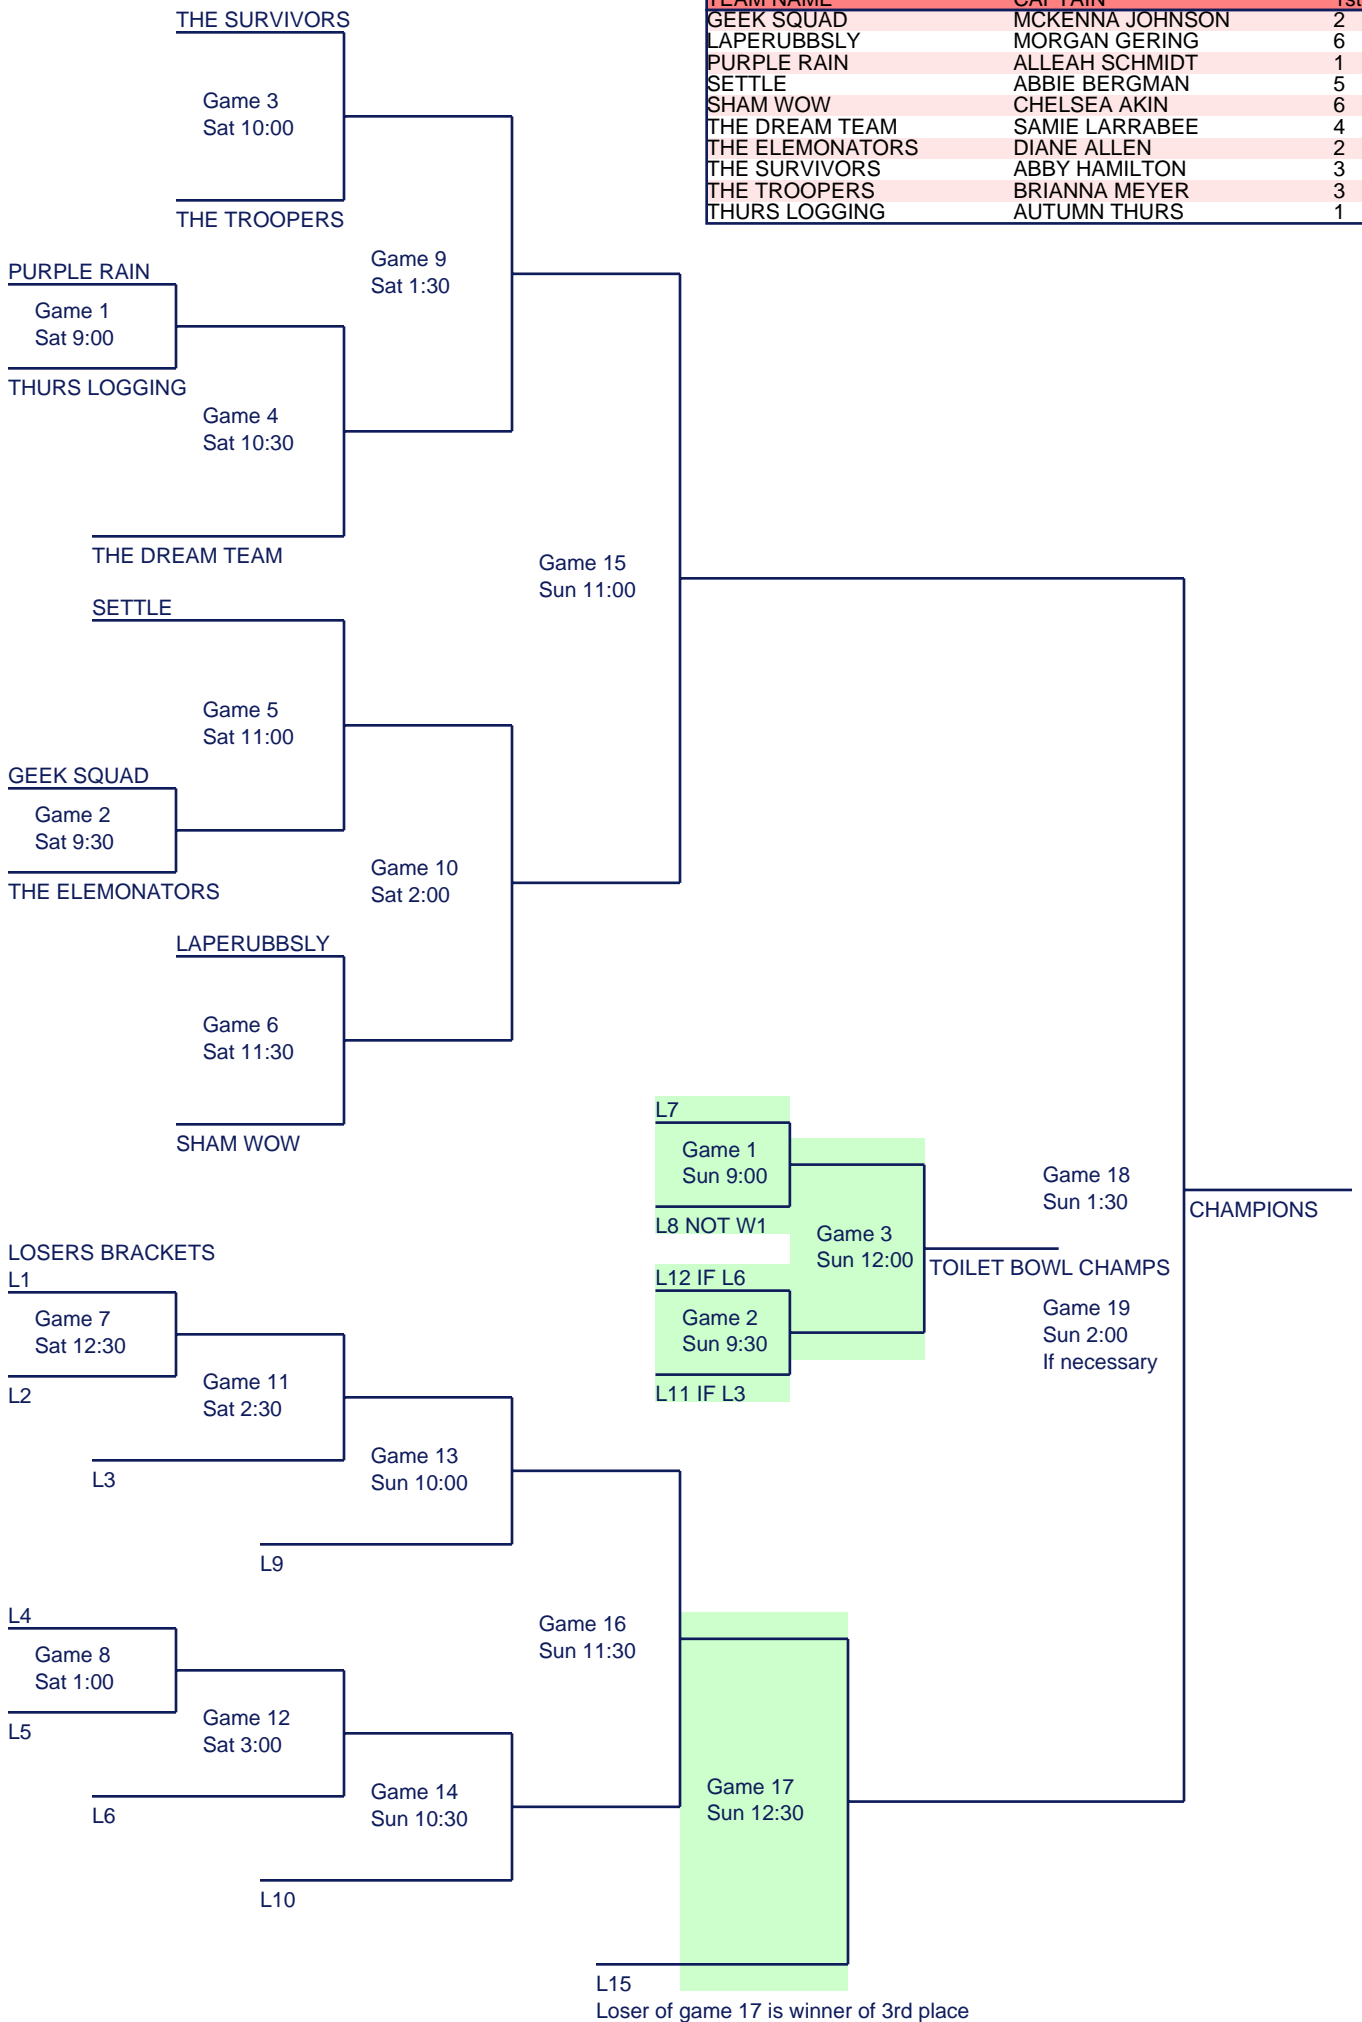 TEAM NAME CAPTAIN 1st
GEEK SQUAD MCKENNA JOHNSON 2
LAPERUBBSLY MORGAN GERING 6
PURPLE RAIN ALLEAH SCHMIDT 1
SETTLE ABBIE BERGMAN 5
SHAM WOW CHELSEA AKIN 6
THE DREAM TEAM SAMIE LARRABEE 4
THE ELEMONATORS DIANE ALLEN 2
THE SURVIVORS ABBY HAMILTON 3
THE TROOPERS BRIANNA MEYER 3
THURS LOGGING AUTUMN THURS 1
THE SURVIVORS
Game 3
Sat 10:00
THE TROOPERS
Game 9
Sat 1:30
PURPLE RAIN
Game 1
Sat 9:00
THURS LOGGING
Game 4
Sat 10:30
THE DREAM TEAM
Game 15
Sun 11:00
SETTLE
Game 5
Sat 11:00
GEEK SQUAD
Game 2
Sat 9:30
THE ELEMONATORS
Game 10
Sat 2:00
LAPERUBBSLY
Game 6
Sat 11:30
SHAM WOW
L7
Game 1
Sun 9:00
L8 NOT W1
Game 3
Sun 12:00
L12 IF L6
Game 2
Sun 9:30
L11 IF L3
TOILET BOWL CHAMPS
Game 18
Sun 1:30
CHAMPIONS
Game 19
Sun 2:00
If necessary
LOSERS BRACKETS
L1
Game 7
Sat 12:30
L2
Game 11
Sat 2:30
L3
Game 13
Sun 10:00
L9
L4
Game 8
Sat 1:00
L5
Game 12
Sat 3:00
L6
Game 14
Sun 10:30
L10
Game 16
Sun 11:30
Game 17
Sun 12:30
L15
Loser of game 17 is winner of 3rd place